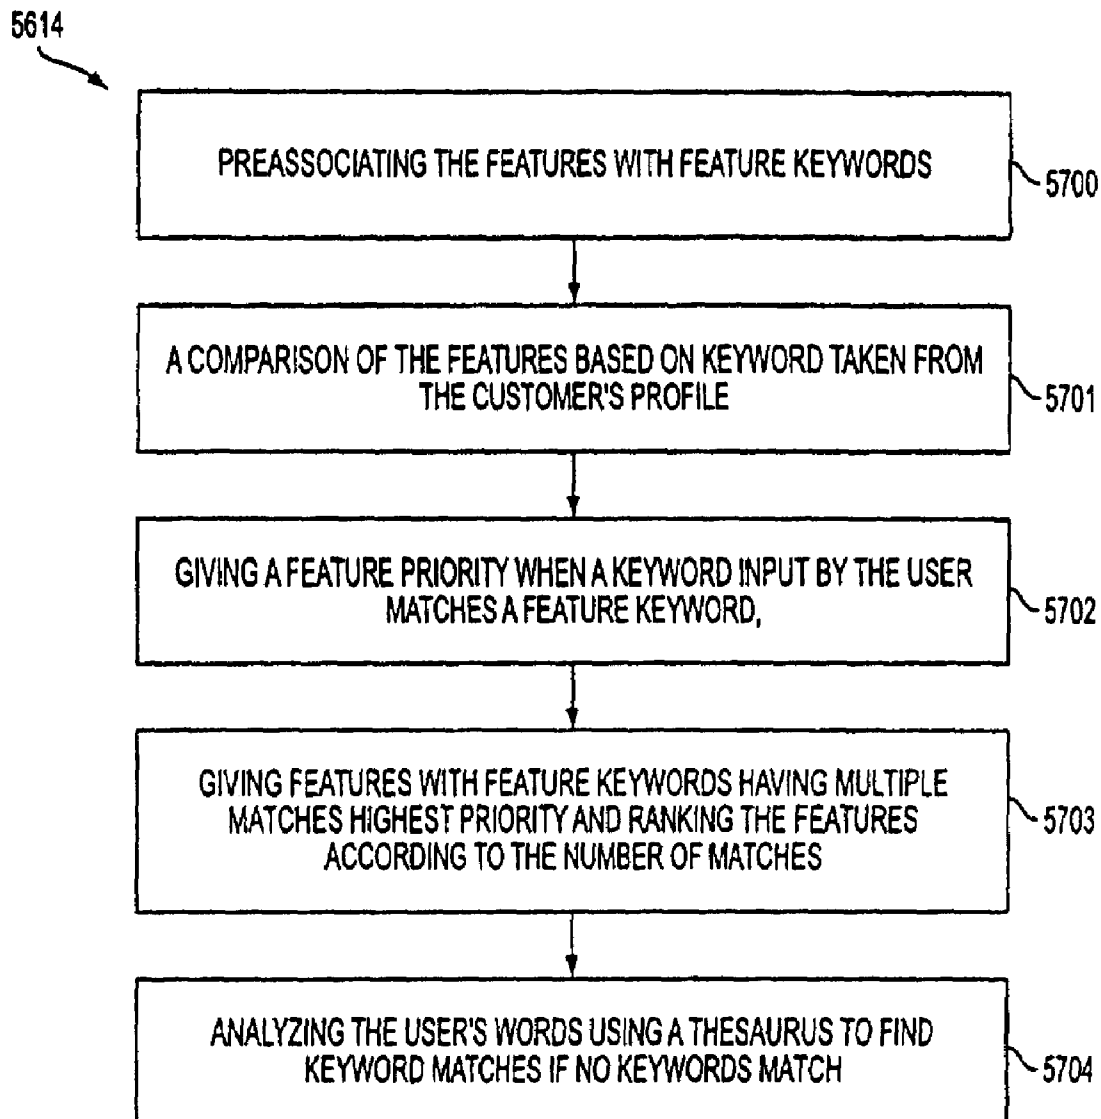 5614
PREASSOCIATING THE FEATURES WITH FEATURE KEYWORDS
5700
A COMPARISON OF THE FEATURES BASED ON KEYWORD TAKEN FROM
THE CUSTOMER'S PROFILE
5701
GIVING A FEATURE PRIORITY WHEN A KEYWORD INPUT BY THE USER
MATCHES A FEATURE KEYWORD,
5702
GIVING FEATURES WITH FEATURE KEYWORDS HAVING MULTIPLE
MATCHES HIGHEST PRIORITY AND RANKING THE FEATURES
ACCORDING TO THE NUMBER OF MATCHES
5703
ANALYZING THE USER'S WORDS USING A THESAURUS TO FIND
KEYWORD MATCHES IF NO KEYWORDS MATCH
5704